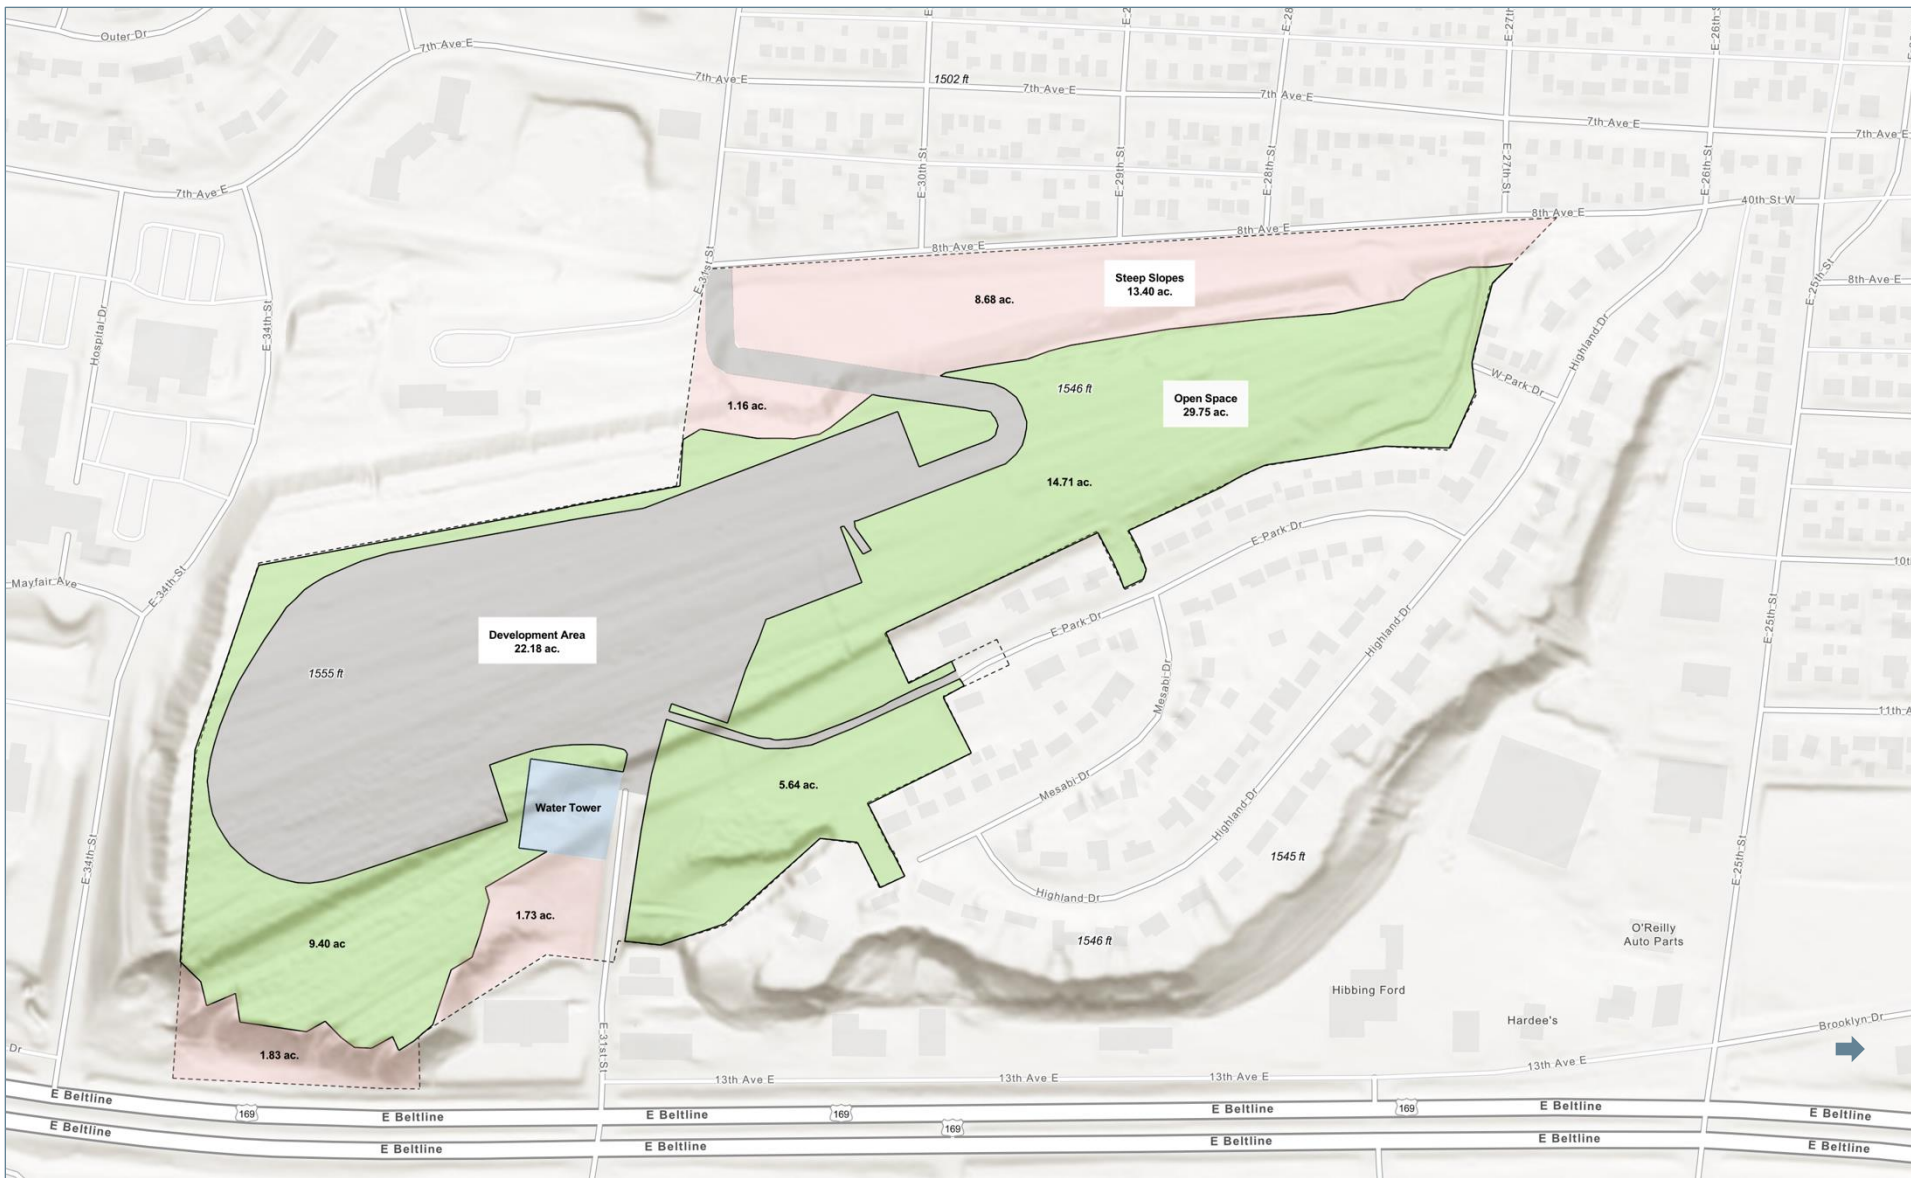 Outer Dr
7th Ave E
7th Ave E
1502 ft
7th Ave E
7th Ave E
7th Ave E
7th Ave E
7th Ave E
E 30th St
E 29th St
E 28th St
E 27th St
E 26th St
40th St W
8th Ave E
8th Ave E
8th Ave E
8th Ave E
E 31st St
E 25th St
Hospital Dr
E 34th St
Steep Slopes
13.40 ac.
8.68 ac.
1546 ft
Open Space
29.75 ac.
1.16 ac.
W Park Dr
Highland Dr
14.71 ac.
E Park Dr
Mayfair Ave
E 34th St
Development Area
22.18 ac.
1555 ft
E Park Dr
Highland Dr
E 25th St
Mesabi Dr
11th A
5.64 ac.
Mesabi Dr
Water Tower
Highland Dr
1545 ft
E 34th St
E 25th St
Highland Dr
1.73 ac.
9.40 ac
1546 ft
O'Reilly
Auto Parts
Hibbing Ford
Hardee's
Brooklyn Dr
Dr
1.83 ac.
E 31st St
13th Ave E
13th Ave E
13th Ave E
13th Ave E
E Beltline
169
E Beltline
E Beltline
169
E Beltline
169
E Beltline
E Beltline
E Beltline
169
E Beltline
E Beltline
E Beltline
E Beltline
E Beltline